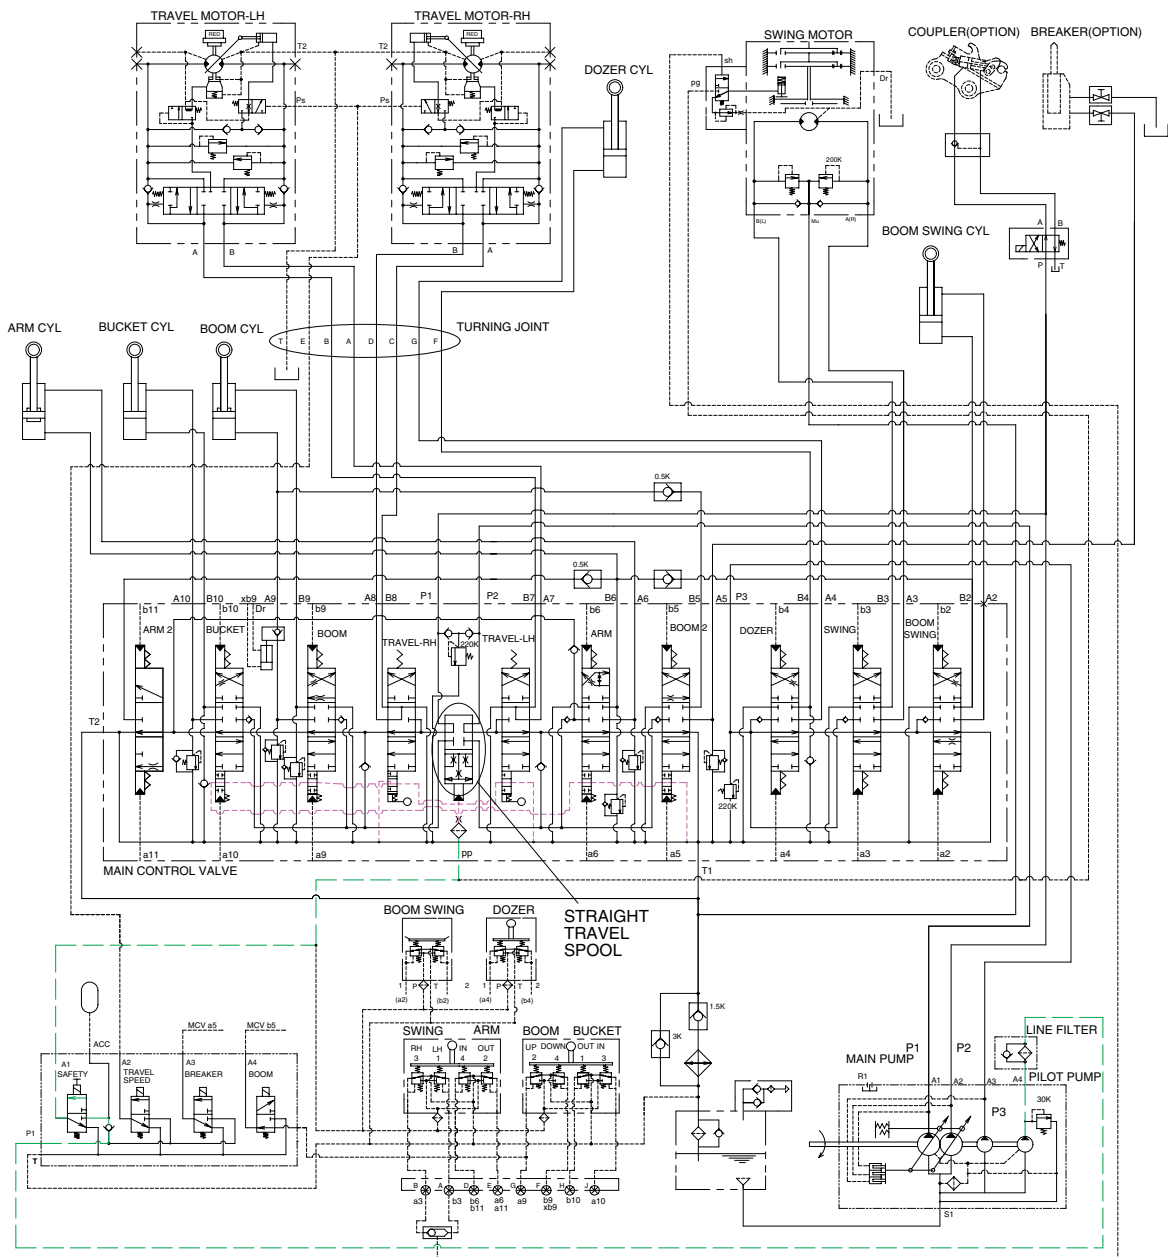 TRAVEL MOTOR-LH
TRAVEL MOTOR-RH
SWING MOTOR
COUPLER(OPTION)
BREAKER(OPTION)
RED
RED
T2
T2
Ps
Ps
DOZER CYL
sh
pg
Dr
200K
B(L)
Mu
A(R)
A
B
B
A
A
B
P
T
BOOM SWING CYL
ARM CYL
BUCKET CYL
BOOM CYL
TURNING JOINT
T E B A D C G F
0.5K
0.5K
A10 B10 xb9 A9 B9 A8 B8 P1 P2 B7 A7 B6 A6 B5 A5 P3 B4 A4 B3 A3 B2 A2
b11 b10 Dr b9 b6 b5 b4 b3 b2
ARM 2
BUCKET
BOOM
TRAVEL-RH
220K
TRAVEL-LH
ARM
BOOM 2
DOZER
SWING
BOOM
SWING
T2
220K
a11 a10 a9 pp a6 a5 a4 a3 a2
MAIN CONTROL VALVE
T1
STRAIGHT
TRAVEL
SPOOL
BOOM SWING
DOZER
1 P T 2
(a2) (b2)
1 P T 2
(a4) (b4)
1.5K
3K
SWING ARM
RH LH IN OUT
3 1 4 2
BOOM BUCKET
UP DOWN OUT IN
2 4 1 3
ACC
MCV a5
MCV b5
A1
SAFETY
A2
TRAVEL
SPEED
A3
BREAKER
A4
BOOM
P1
T
B A D E G F H J
a3 b3 b6 a6 a9 b9 b10 a10
b11 a11 xb9
P1
P2
LINE FILTER
MAIN PUMP
PILOT PUMP
R1
A1 A2 A3 A4
P3
30K
S1